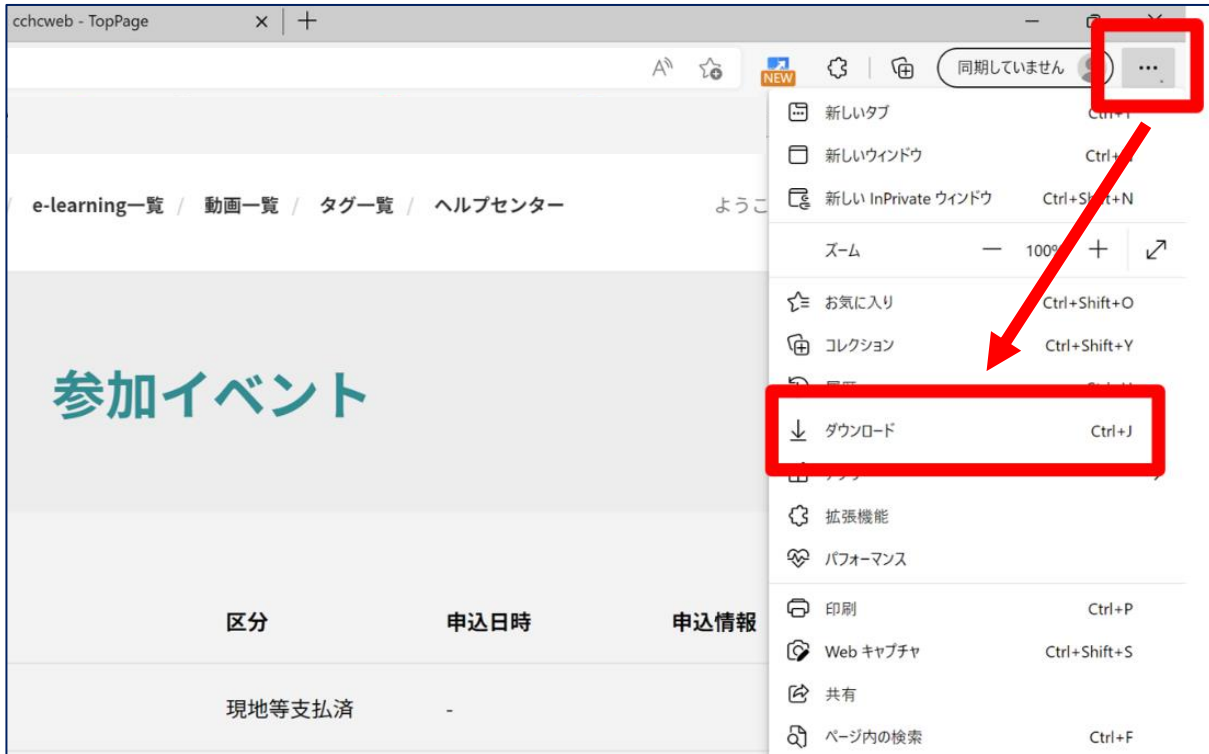 cchcweb - TopPage
NEW
同期していません
新しいタブ
新しいウィンドウ
新しい InPrivate ウィンドウ Ctrl+Shift+N
e-learning一覧 / 動画一覧 / タグ一覧 / ヘルプセンター
ズーム 100%
お気に入り Ctrl+Shift+O
コレクション Ctrl+Shift+Y
参加イベント
ダウンロード Ctrl+J
拡張機能
パフォーマンス
印刷 Ctrl+P
区分 申込日時 申込情報
Web キャプチャ Ctrl+Shift+S
共有
現地等支払済 -
ページ内の検索 Ctrl+F